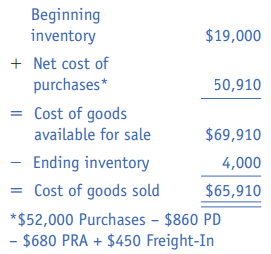 Beginning
inventory $19,000
+ Net cost of
purchases* 50,910
= Cost of goods
available for sale $69,910
− Ending inventory 4,000
= Cost of goods sold $65,910
*$52,000 Purchases − $860 PD
− $680 PRA + $450 Freight-In